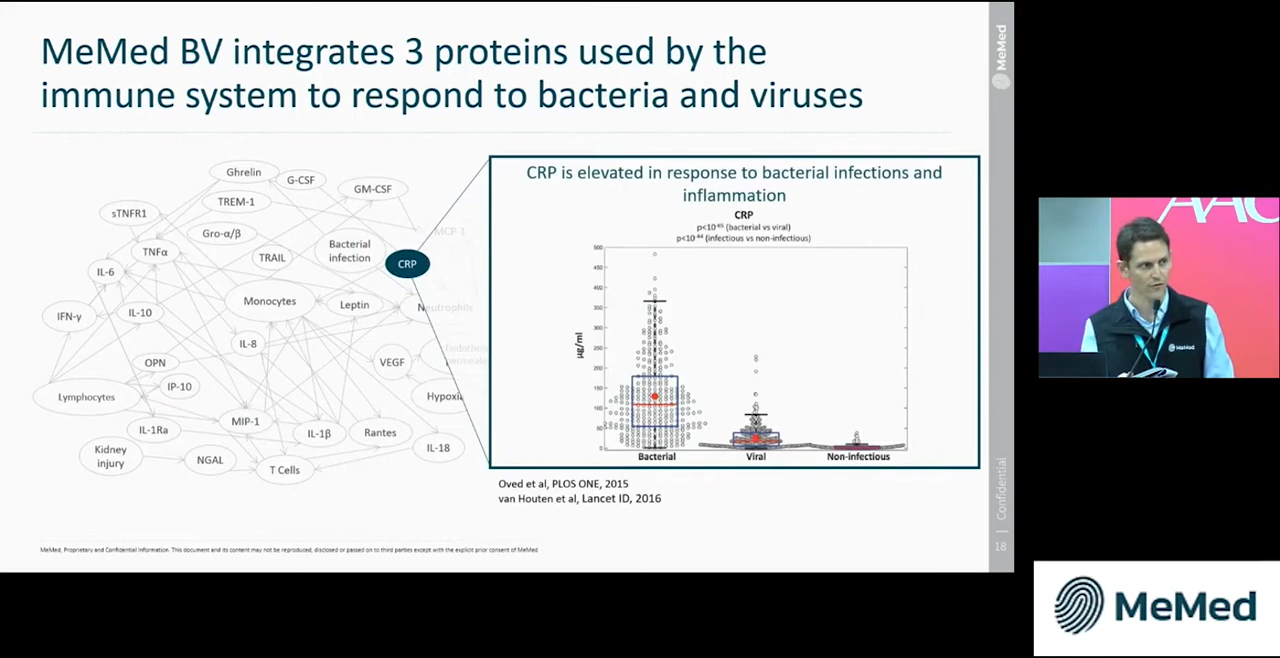 MeMed BV integrates 3 proteins used by the
immune system to respond to bacteria and viruses
MeMed
Ghrelin
G-CSF
GM-CSF
TREM-1
sTNFR1
Gro-α/β
MCP-1
TNFα
TRAIL
Bacterial
infection
CRP
IL-6
Monocytes
Leptin
Neutrophils
IFN-γ
IL-10
IL-8
OPN
VEGF
IP-10
Lymphocytes
Hypoxia
IL-1Ra
MIP-1
IL-1β
Rantes
IL-18
Kidney
injury
NGAL
T Cells
CRP is elevated in response to bacterial infections and
inflammation
CRP
p<10⁻⁶⁵ (bacterial vs viral)
p<10⁻⁴⁴ (infectious vs non-infectious)
500
450
400
350
300
250
200
150
100
50
0
µg/ml
Bacterial
Viral
Non-infectious
Oved et al, PLOS ONE, 2015
van Houten et al, Lancet ID, 2016
MeMed, Proprietary and Confidential Information. This document and its content may not be reproduced, disclosed or passed on to third parties except with the explicit prior consent of MeMed
Confidential
18
AAC
MeMed
MeMed